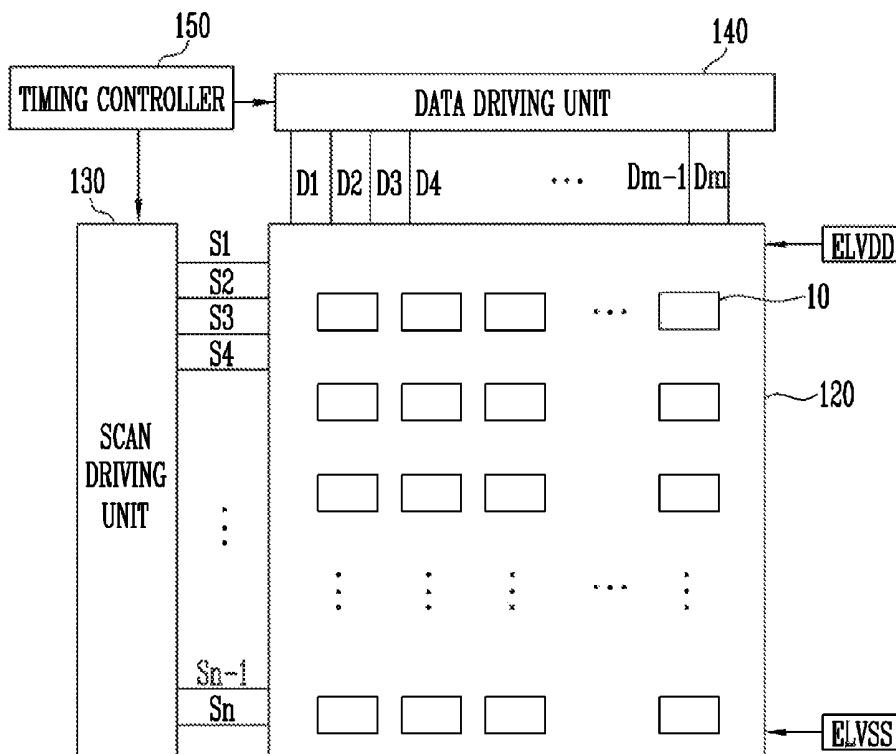 150
140
TIMING CONTROLLER
DATA DRIVING UNIT
D1 D2 D3 D4 ... Dm-1 Dm
130
S1
ELVDD
S2
10
S3
S4
120
SCAN
DRIVING
UNIT
Sn-1
Sn
ELVSS